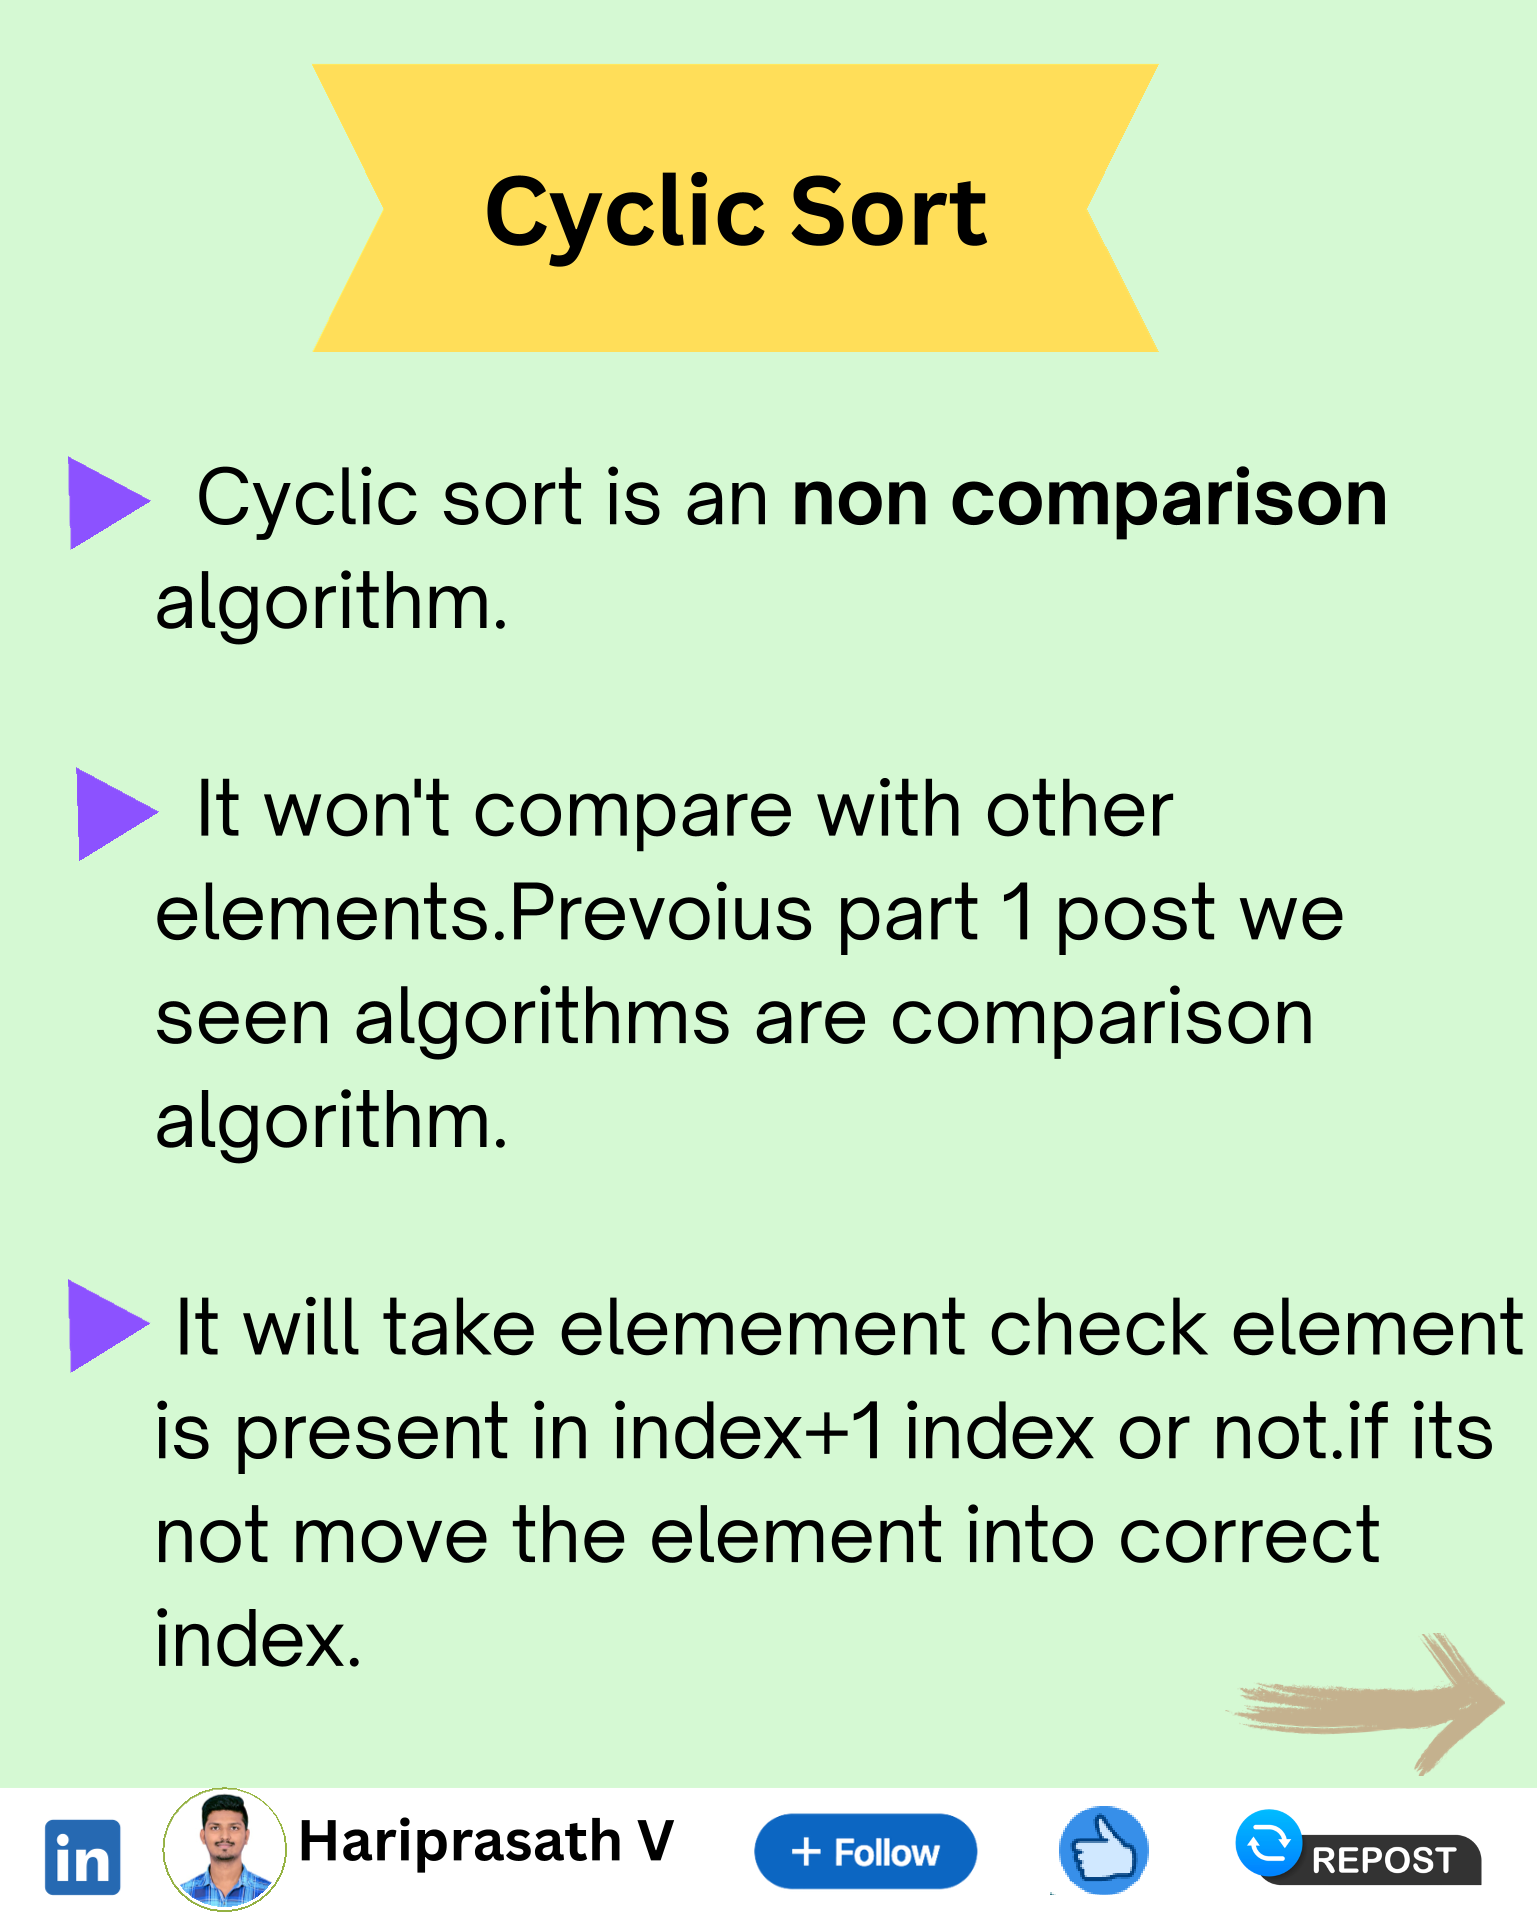 Cyclic Sort
Cyclic sort is an non comparison
algorithm.
It won't compare with other
elements.Prevoius part 1 post we
seen algorithms are comparison
algorithm.
It will take elemement check element
is present in index+1 index or not.if its
not move the element into correct
index.
in
Hariprasath V
+ Follow
REPOST